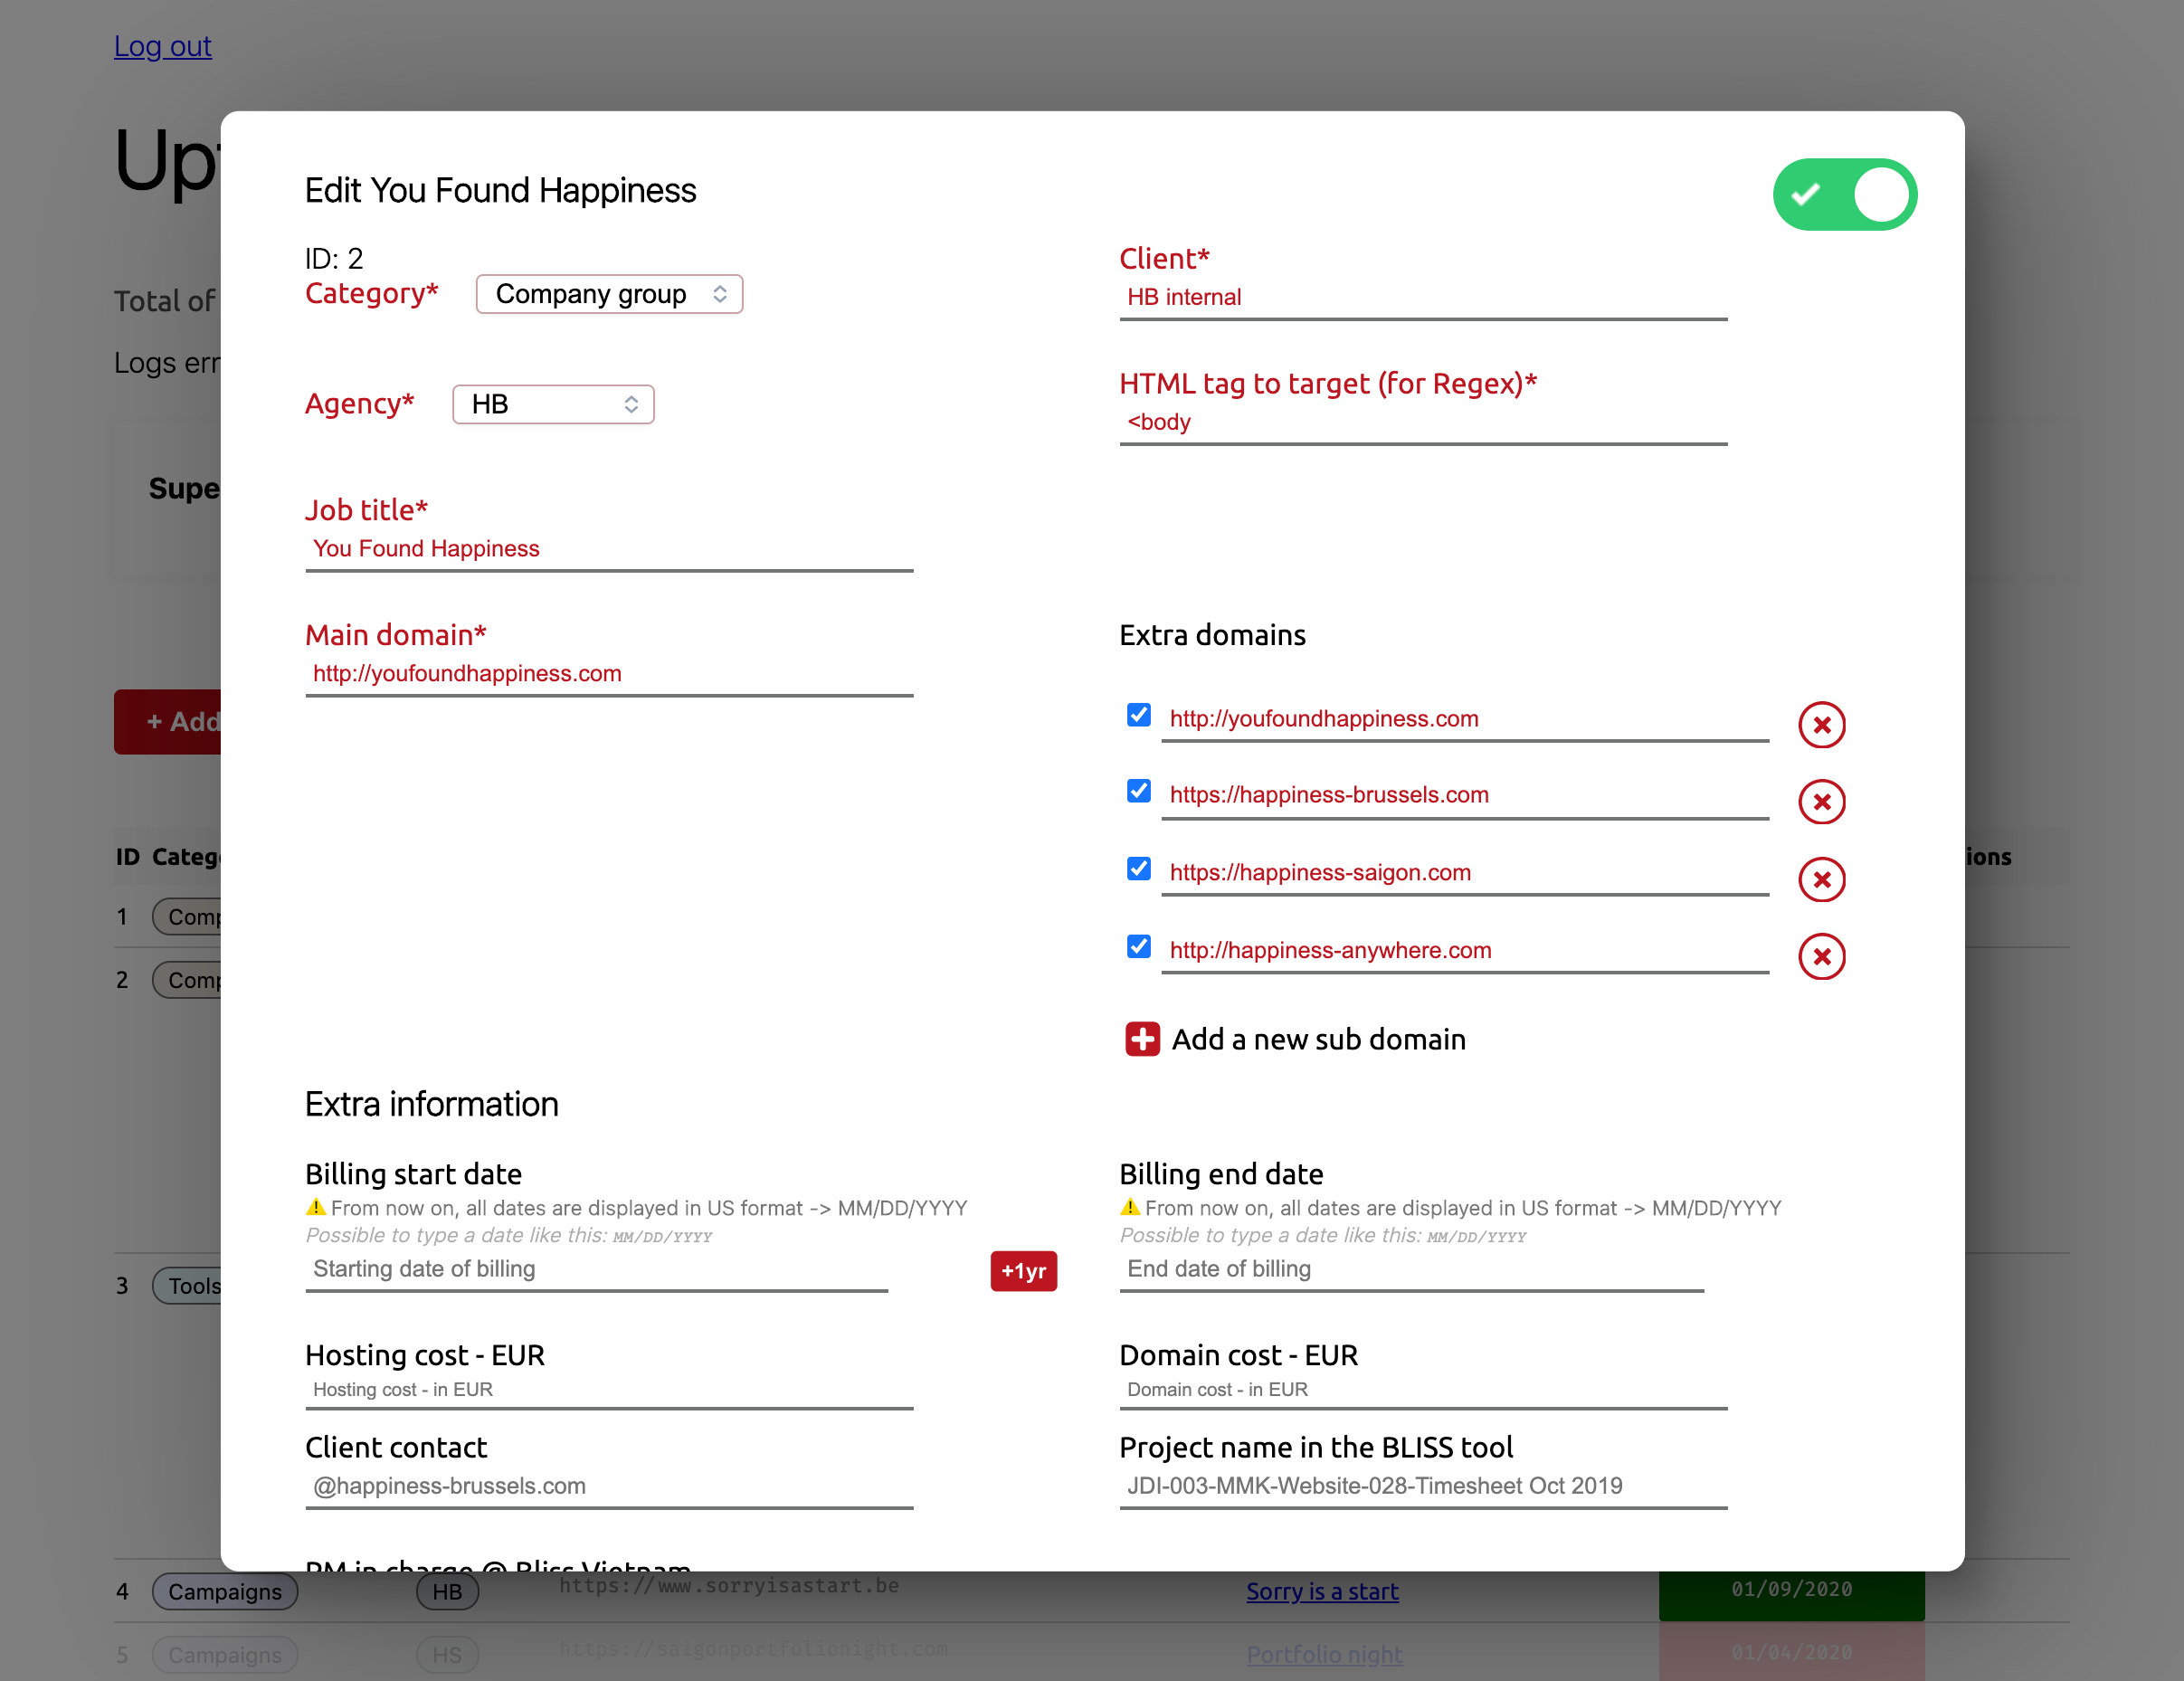 Log out
Up
Edit You Found Happiness
ID: 2
Category* Company group
Client*
HB internal
Total of
Logs err
Agency* HB
HTML tag to target (for Regex)*
<body
Supe
Job title*
You Found Happiness
Main domain*
http://youfoundhappiness.com
Extra domains
http://youfoundhappiness.com
+ Add
https://happiness-brussels.com
ID Catego
ions
https://happiness-saigon.com
1 Comp
http://happiness-anywhere.com
2 Comp
Add a new sub domain
Extra information
Billing start date
From now on, all dates are displayed in US format -> MM/DD/YYYY
Possible to type a date like this: MM/DD/YYYY
Starting date of billing
+1yr
Billing end date
From now on, all dates are displayed in US format -> MM/DD/YYYY
Possible to type a date like this: MM/DD/YYYY
End date of billing
3 Tools
Hosting cost - EUR
Hosting cost - in EUR
Domain cost - EUR
Domain cost - in EUR
Client contact
@happiness-brussels.com
Project name in the BLISS tool
JDI-003-MMK-Website-028-Timesheet Oct 2019
PM in charge @ Bliss Vietnam
4 Campaigns HB https://www.sorryisastart.be Sorry is a start 01/09/2020
5 Campaigns HS https://saigonportfolionight.com Portfolio night 01/04/2020